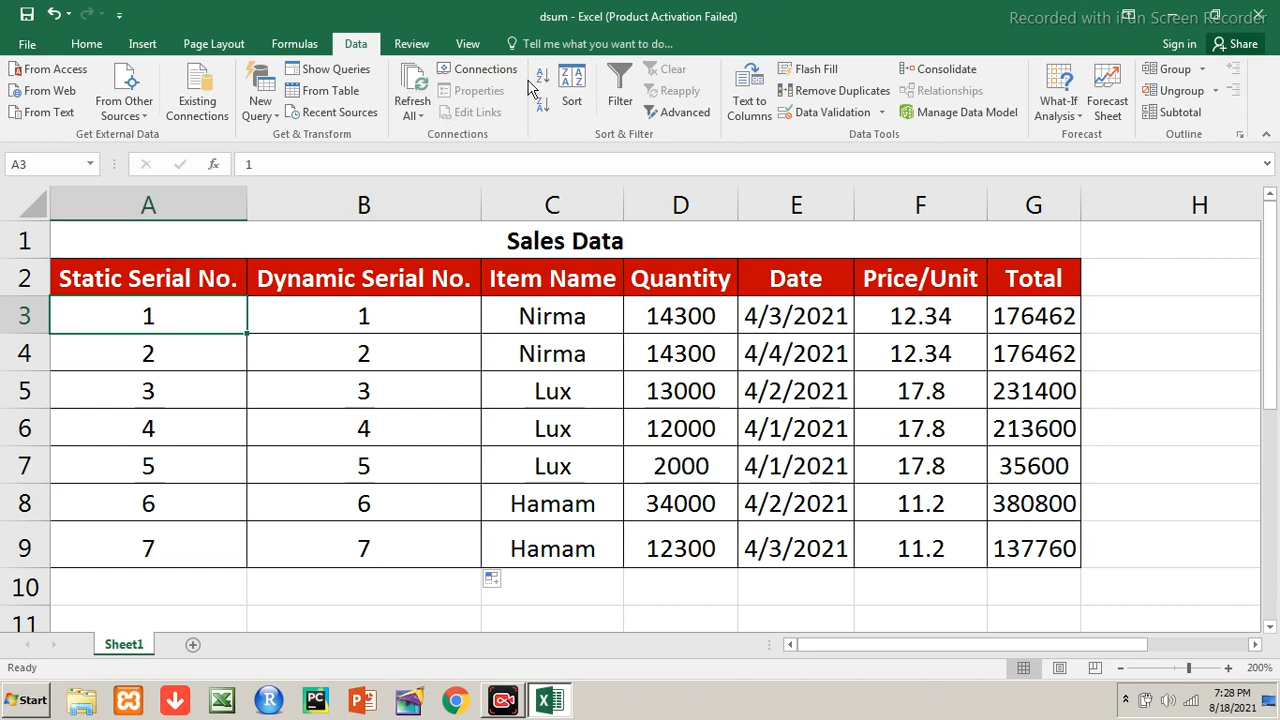 dsum - Excel (Product Activation Failed)
Recorded with iFun Screen Recorder
File Home Insert Page Layout Formulas Data Review View Tell me what you want to do... Sign in Share
From Access
From Web
From Text
From Other Sources
Existing Connections
Get External Data
New Query
Show Queries
From Table
Recent Sources
Get & Transform
Refresh All
Connections
Properties
Edit Links
Connections
Sort
Filter
Clear
Reapply
Advanced
Sort & Filter
Text to Columns
Flash Fill
Remove Duplicates
Data Validation
Consolidate
Relationships
Manage Data Model
Data Tools
What-If Analysis
Forecast Sheet
Forecast
Group
Ungroup
Subtotal
Outline
A3 fx 1
A B C D E F G H
1 Sales Data
2 Static Serial No. Dynamic Serial No. Item Name Quantity Date Price/Unit Total
3 1 1 Nirma 14300 4/3/2021 12.34 176462
4 2 2 Nirma 14300 4/4/2021 12.34 176462
5 3 3 Lux 13000 4/2/2021 17.8 231400
6 4 4 Lux 12000 4/1/2021 17.8 213600
7 5 5 Lux 2000 4/1/2021 17.8 35600
8 6 6 Hamam 34000 4/2/2021 11.2 380800
9 7 7 Hamam 12300 4/3/2021 11.2 137760
10
11
Sheet1
Ready 200%
Start PC 7:28 PM
8/18/2021